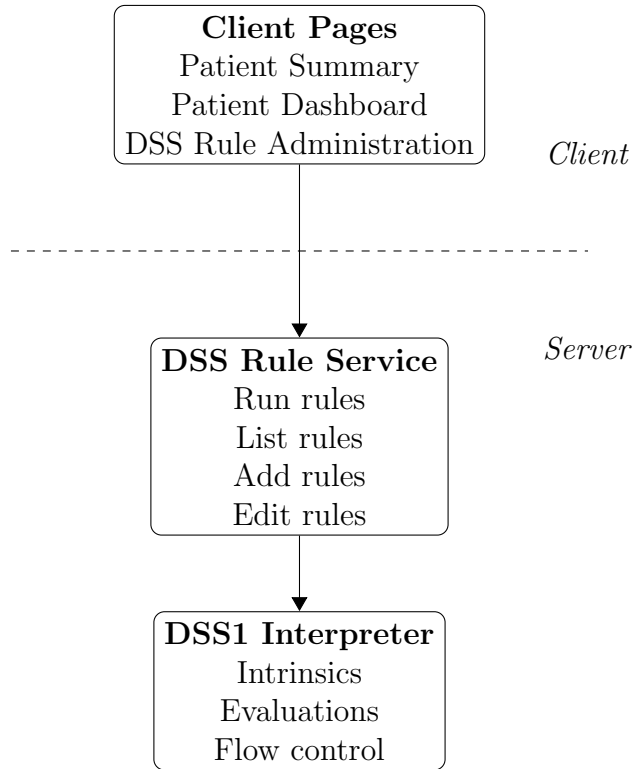 Client Pages
Patient Summary
Patient Dashboard
DSS Rule Administration
Client
Server
DSS Rule Service
Run rules
List rules
Add rules
Edit rules
DSS1 Interpreter
Intrinsics
Evaluations
Flow control